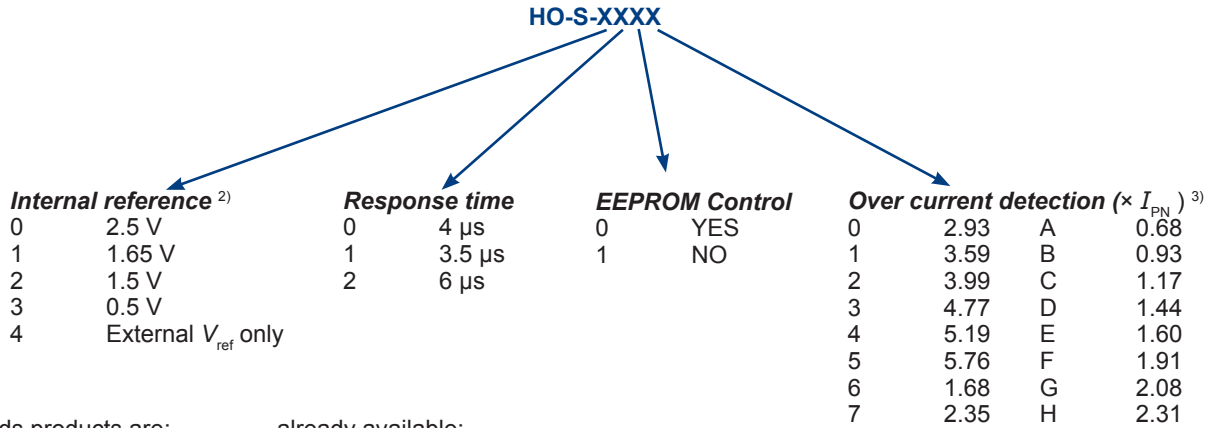 HO-S-XXXX
Internal reference 2) Response time EEPROM Control Over current detection (× I PN ) 3)
0 2.5 V 0 4 µs 0 YES 0 2.93 A 0.68
1 1.65 V 1 3.5 µs 1 NO 1 3.59 B 0.93
2 1.5 V 2 6 µs 2 3.99 C 1.17
3 0.5 V 3 4.77 D 1.44
4 External Vref only 4 5.19 E 1.60
5 5.76 F 1.91
6 1.68 G 2.08
7 2.35 H 2.31
products are: already available: